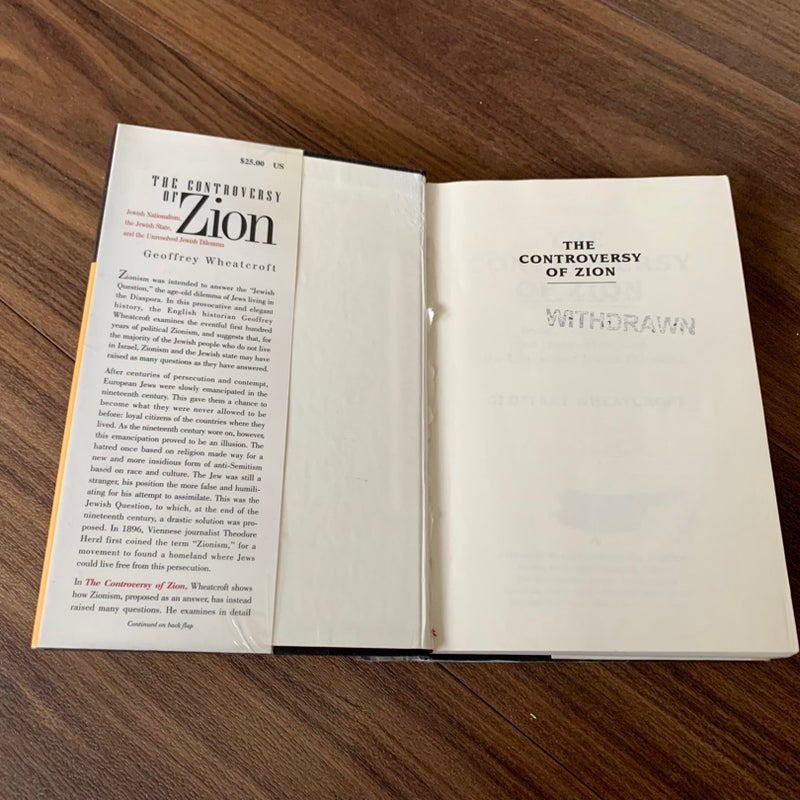 $25.00 US
THE CONTROVERSY
OF Zion
Jewish Nationalism,
the Jewish State,
and the Unresolved Jewish Dilemma
Geoffrey Wheatcroft
Zionism was intended to answer the "Jewish
Question," the age-old dilemma of Jews living in
the Diaspora. In this provocative and elegant
history, the English historian Geoffrey
Wheatcroft examines the eventful first hundred
years of political Zionism, and suggests that, for
the majority of the Jewish people who do not live
in Israel, Zionism and the Jewish state may have
raised as many questions as they have answered.
After centuries of persecution and contempt,
European Jews were slowly emancipated in the
nineteenth century. This gave them a chance to
become what they were never allowed to be
before: loyal citizens of the countries where they
lived. As the nineteenth century wore on, however,
this emancipation proved to be an illusion. The
hatred once based on religion made way for a
new and more insidious form of anti-Semitism
based on race and culture. The Jew was still a
stranger, his position the more false and humili-
ating for his attempt to assimilate. This was the
Jewish Question, to which, at the end of the
nineteenth century, a drastic solution was pro-
posed. In 1896, Viennese journalist Theodore
Herzl first coined the term "Zionism," for a
movement to found a homeland where Jews
could live free from this persecution.
In The Controversy of Zion, Wheatcroft shows
how Zionism, proposed as an answer, has instead
raised many questions. He examines in detail
Continued on back flap
THE
CONTROVERSY
OF ZION
WITHDRAWN